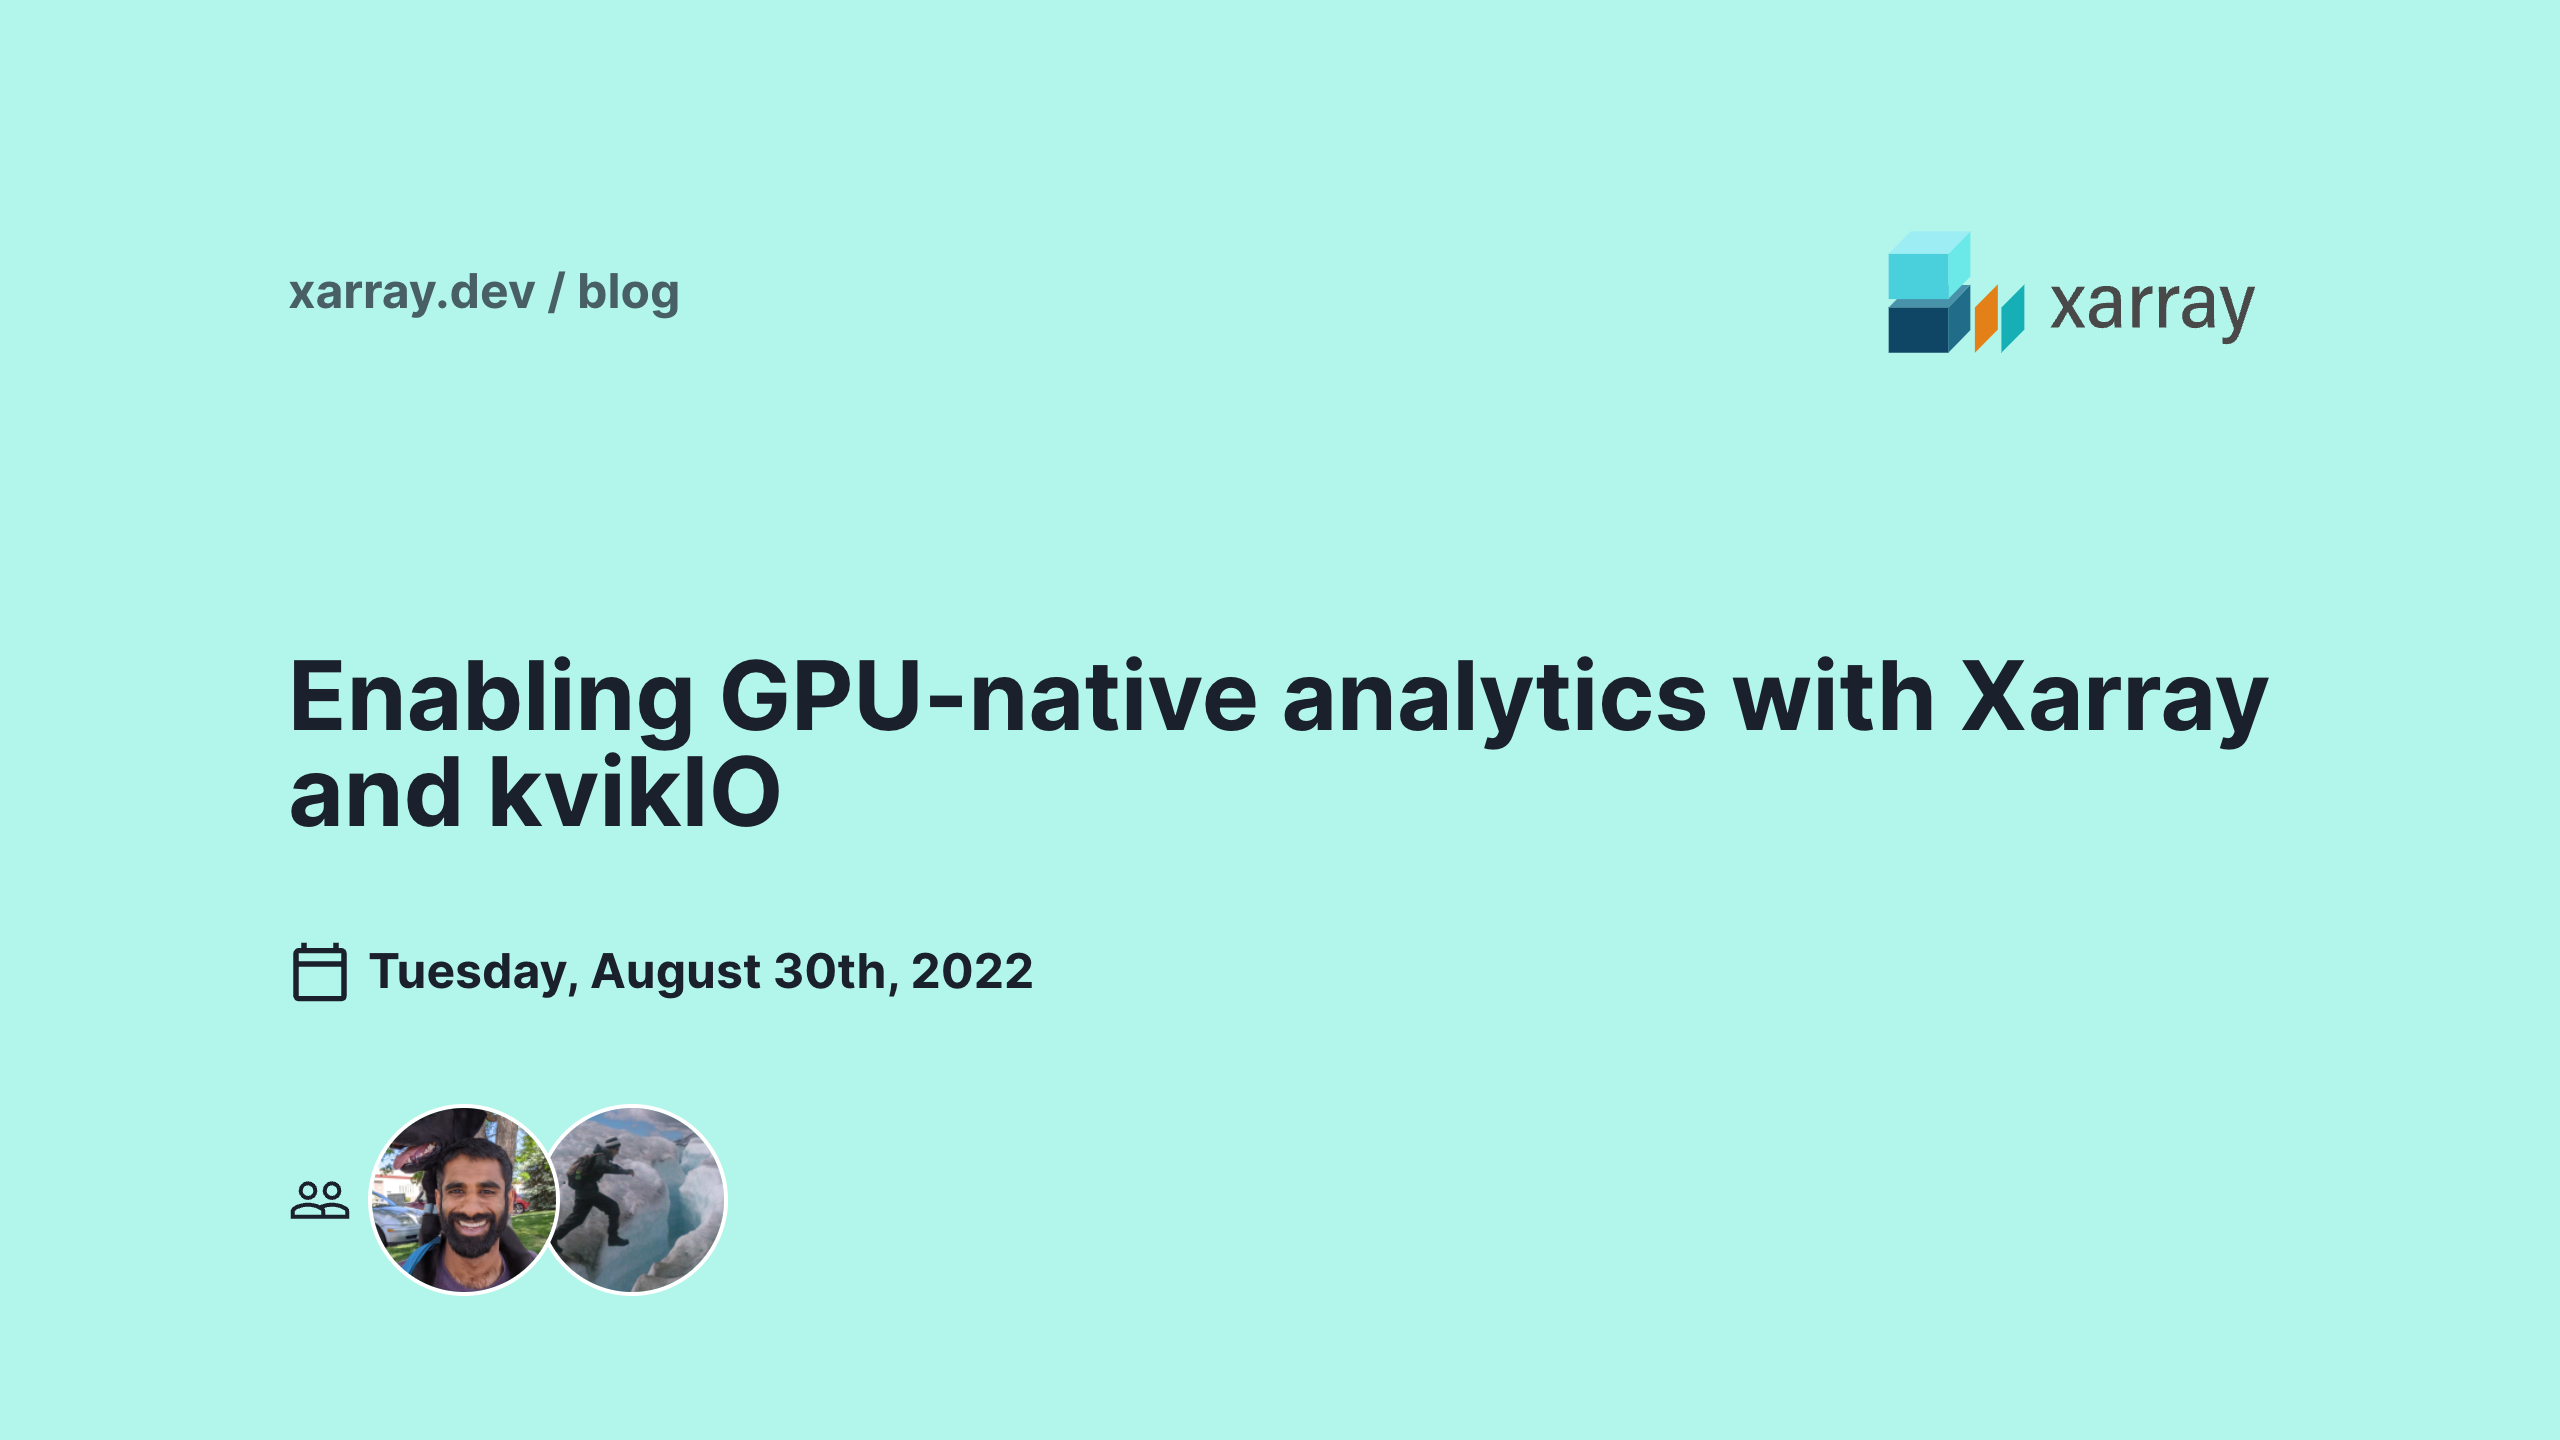 xarray.dev / blog
xarray
Enabling GPU-native analytics with Xarray
and kvikIO
Tuesday, August 30th, 2022